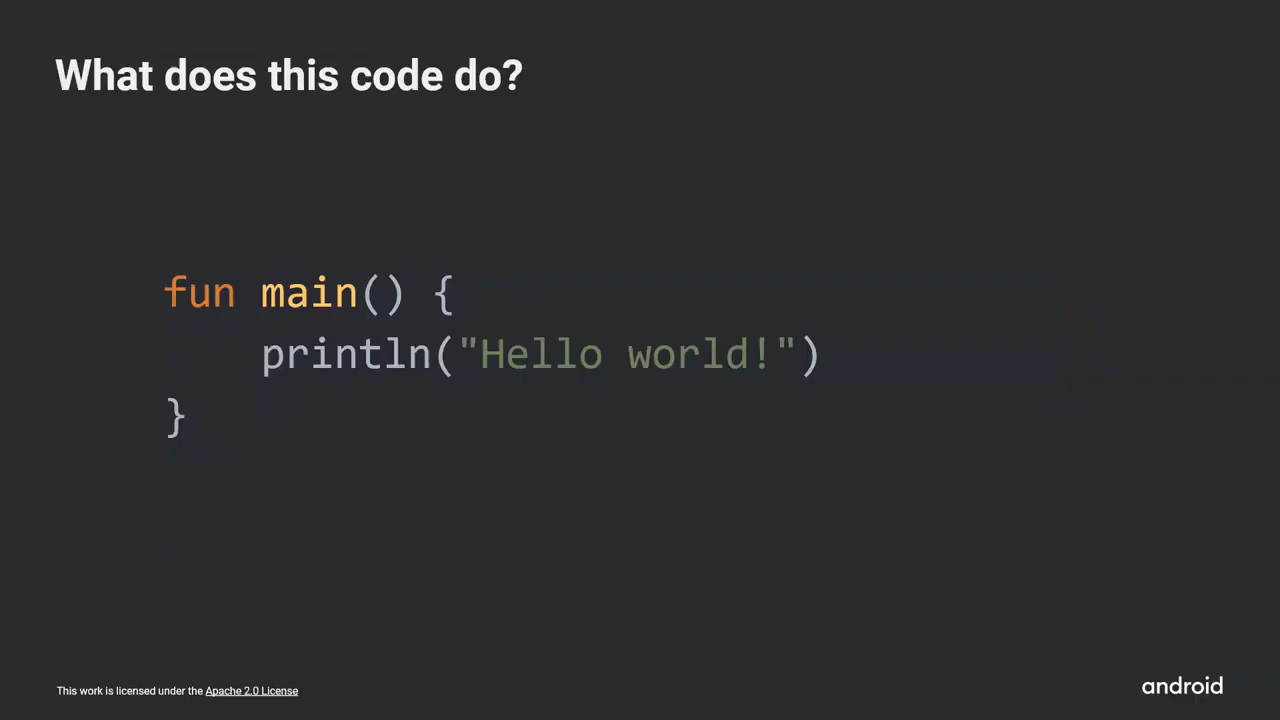 What does this code do?
fun main() {
    println("Hello world!")
}
This work is licensed under the Apache 2.0 License
android